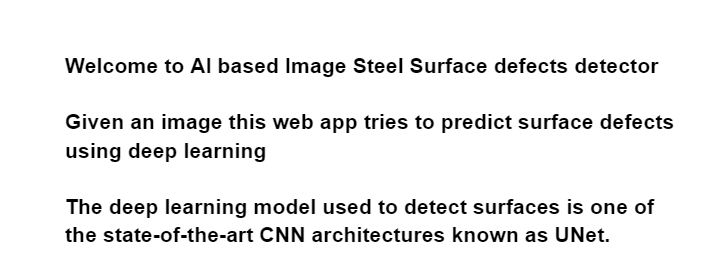 Welcome to AI based Image Steel Surface defects detector
Given an image this web app tries to predict surface defects
using deep learning
The deep learning model used to detect surfaces is one of
the state-of-the-art CNN architectures known as UNet.